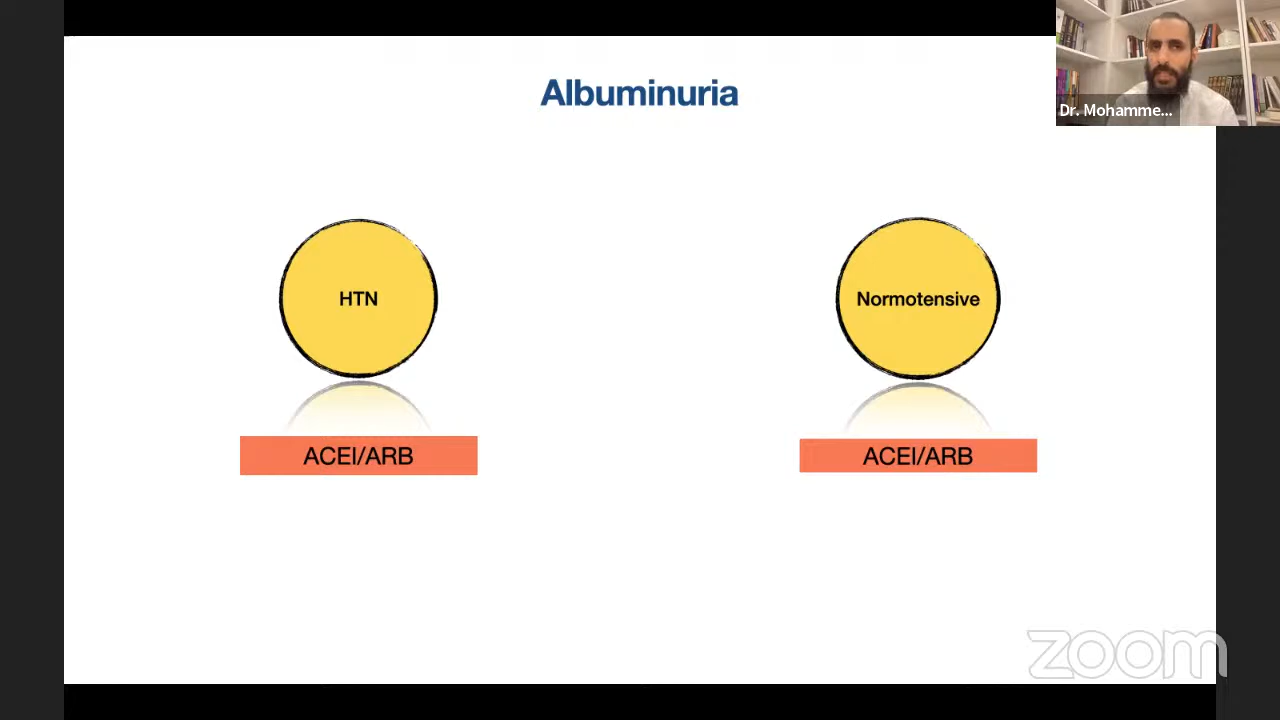 Albuminuria
Dr. Mohamme...
HTN
Normotensive
ACEI/ARB
ACEI/ARB
zoom